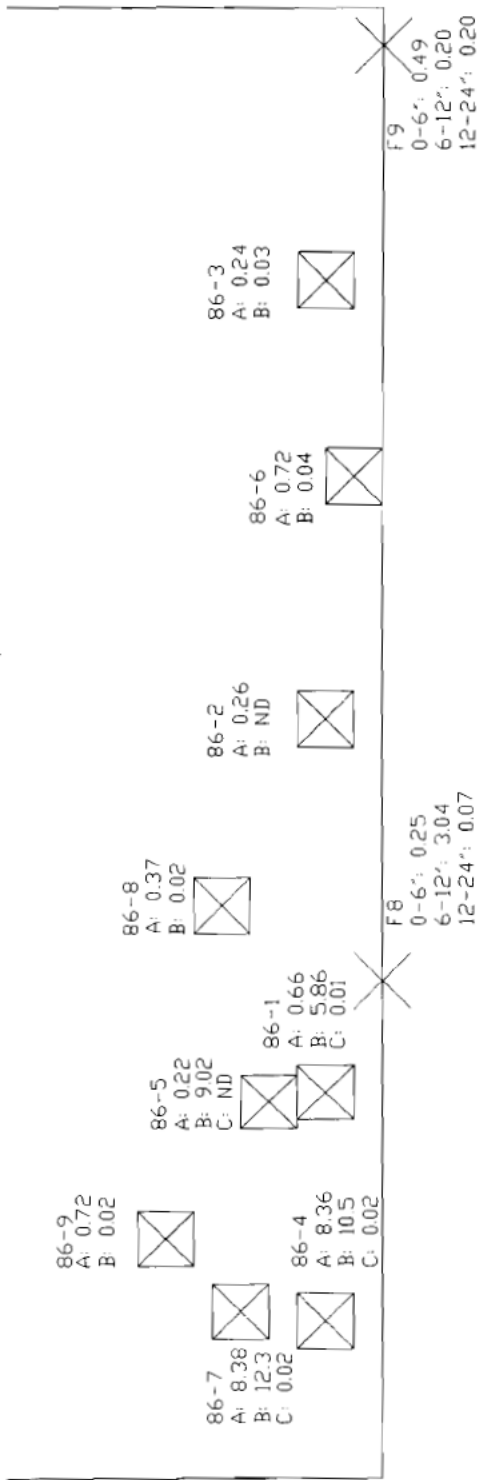 86-7
A: 8.38
B: 12.3
C: 0.02
86-9
A: 0.72
B: 0.02
86-4
A: 8.36
B: 10.5
C: 0.02
86-5
A: 0.22
B: 9.02
C: ND
86-1
A: 0.66
B: 5.86
C: 0.01
86-8
A: 0.37
B: 0.02
F8
0-6": 0.25
6-12": 3.04
12-24": 0.07
86-2
A: 0.26
B: ND
86-6
A: 0.72
B: 0.04
86-3
A: 0.24
B: 0.03
F9
0-6": 0.49
6-12": 0.20
12-24": 0.20